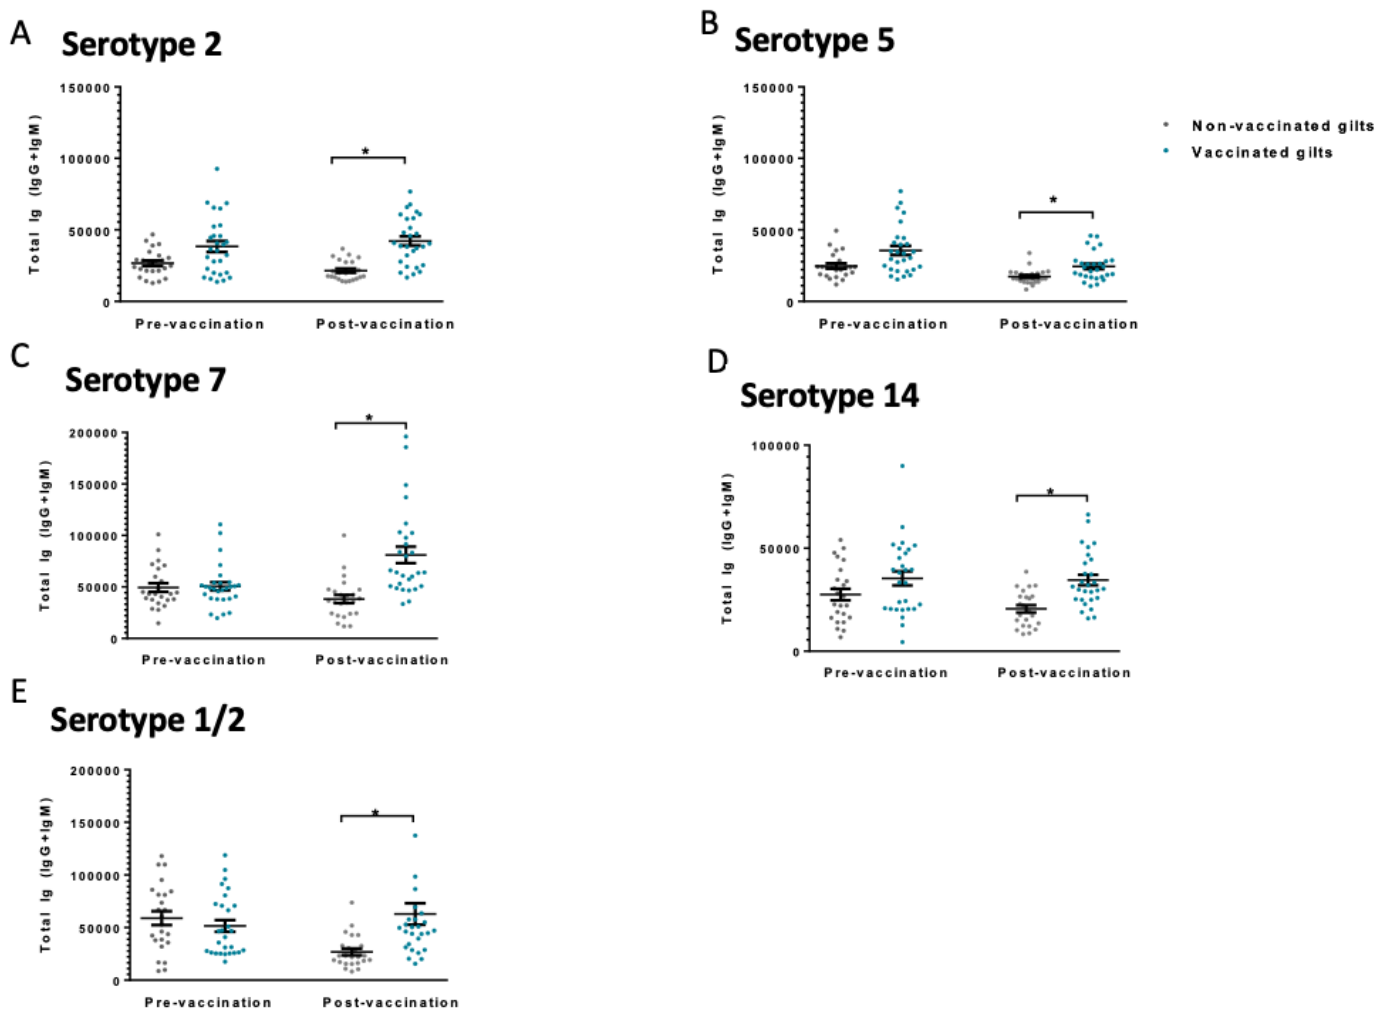 A
Serotype 2
150000
100000
50000
0
Total Ig (IgG+IgM)
*
Pre-vaccination Post-vaccination
B
Serotype 5
150000
100000
50000
0
Total Ig (IgG+IgM)
*
Pre-vaccination Post-vaccination
Non-vaccinated gilts
Vaccinated gilts
C
Serotype 7
200000
150000
100000
50000
0
Total Ig (IgG+IgM)
*
Pre-vaccination Post-vaccination
D
Serotype 14
100000
50000
0
Total Ig (IgG+IgM)
*
Pre-vaccination Post-vaccination
E
Serotype 1/2
200000
150000
100000
50000
0
Total Ig (IgG+IgM)
*
Pre-vaccination Post-vaccination